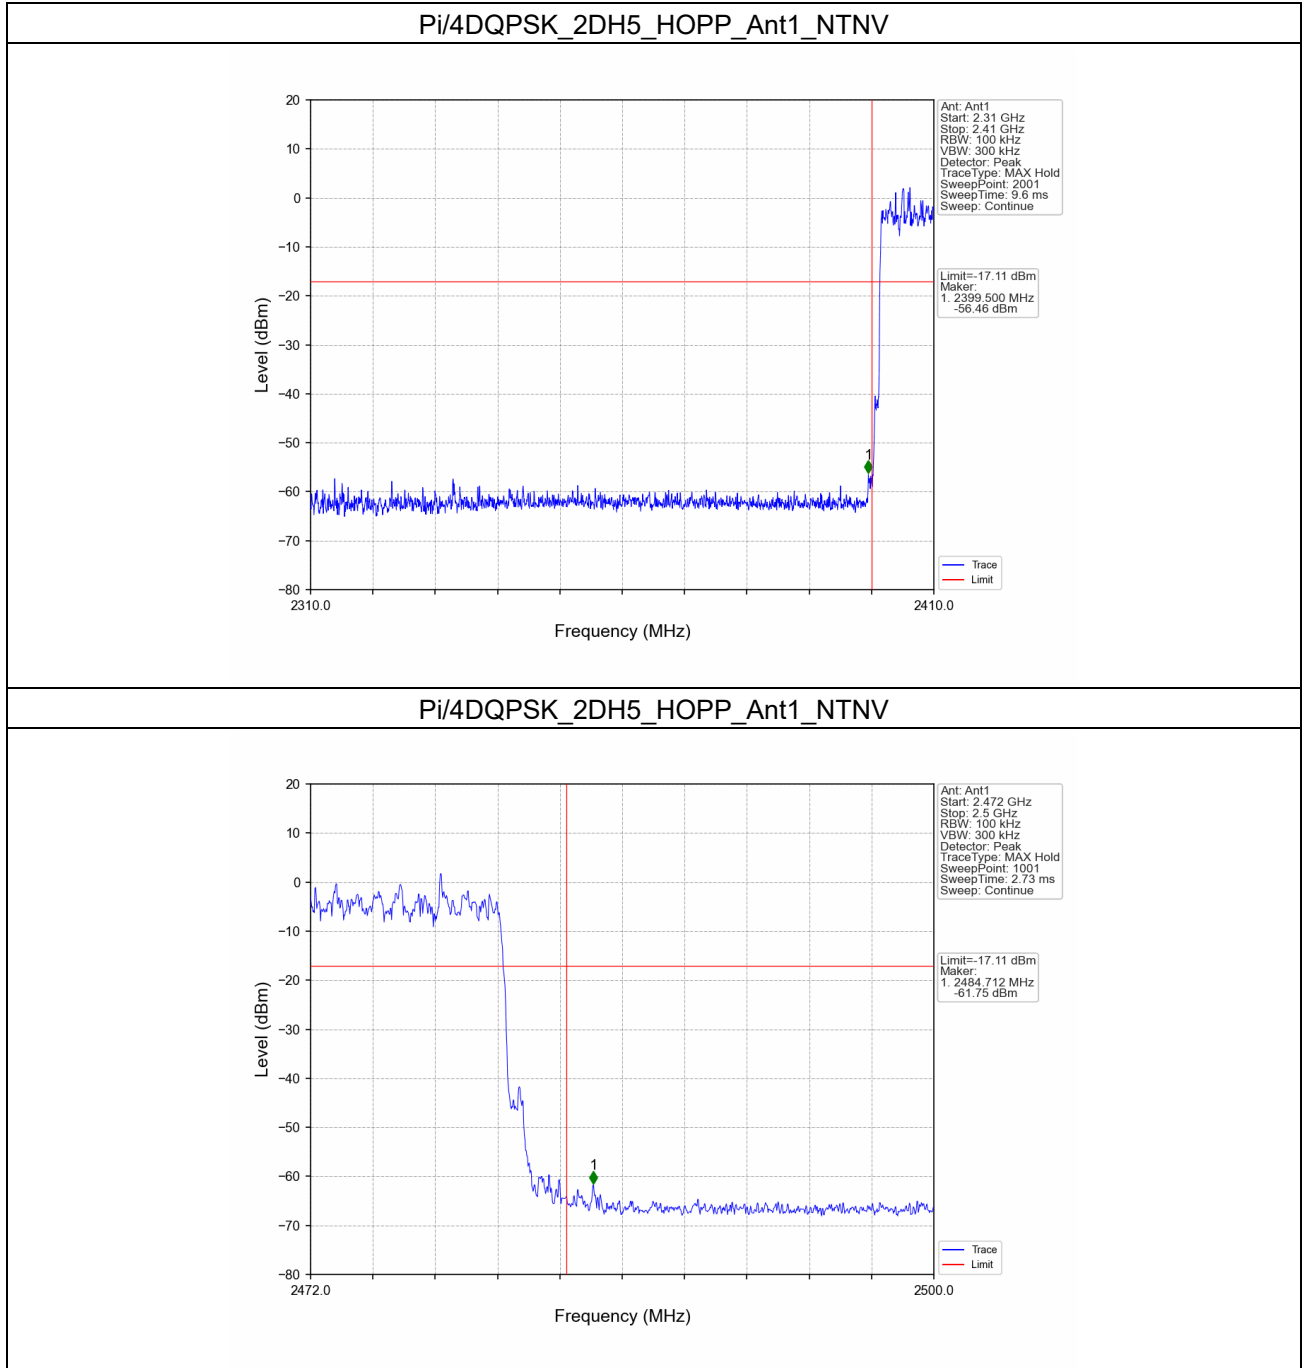 Pi/4DQPSK_2DH5_HOPP_Ant1_NTNV
20
10
0
−10
−20
−30
−40
−50
−60
−70
−80
Level (dBm)
2310.0
2410.0
Frequency (MHz)
1
Ant: Ant1
Start: 2.31 GHz
Stop: 2.41 GHz
RBW: 100 kHz
VBW: 300 kHz
Detector: Peak
TraceType: MAX Hold
SweepPoint: 2001
SweepTime: 9.6 ms
Sweep: Continue
Limit=-17.11 dBm
Maker:
1. 2399.500 MHz
-56.46 dBm
Trace
Limit
Pi/4DQPSK_2DH5_HOPP_Ant1_NTNV
20
10
0
−10
−20
−30
−40
−50
−60
−70
−80
Level (dBm)
2472.0
2500.0
Frequency (MHz)
1
Ant: Ant1
Start: 2.472 GHz
Stop: 2.5 GHz
RBW: 100 kHz
VBW: 300 kHz
Detector: Peak
TraceType: MAX Hold
SweepPoint: 1001
SweepTime: 2.73 ms
Sweep: Continue
Limit=-17.11 dBm
Maker:
1. 2484.712 MHz
-61.75 dBm
Trace
Limit